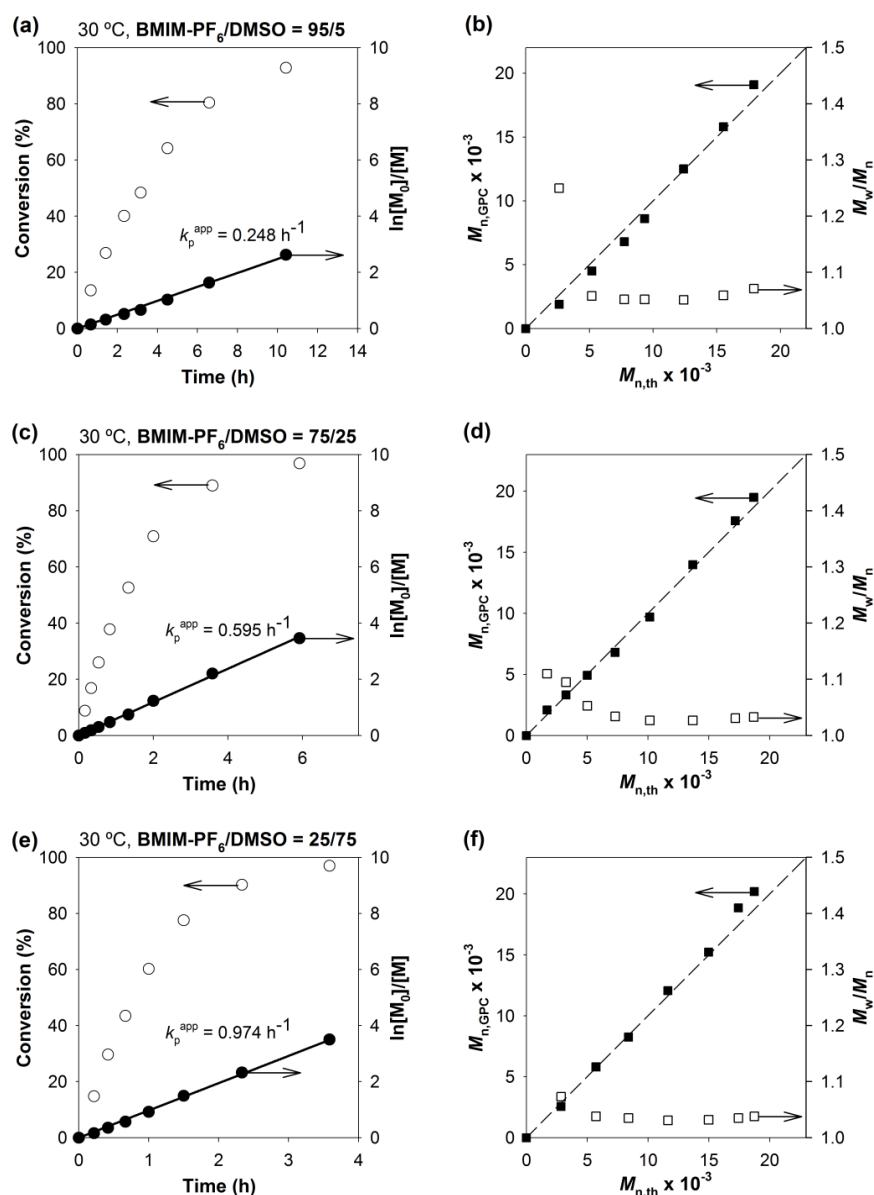 (a) 30 ºC, BMIM-PF6/DMSO = 95/5
Conversion (%)
100
80
60
40
20
0
kp^app = 0.248 h-1
10
8
6
4
2
0
ln[M0]/[M]
0 2 4 6 8 10 12 14
Time (h)
(b)
Mn,GPC x 10-3
20
15
10
5
0
1.5
1.4
1.3
1.2
1.1
1.0
Mw/Mn
0 5 10 15 20
Mn,th x 10-3
(c) 30 ºC, BMIM-PF6/DMSO = 75/25
Conversion (%)
100
80
60
40
20
0
kp^app = 0.595 h-1
10
8
6
4
2
0
ln[M0]/[M]
0 2 4 6
Time (h)
(d)
Mn,GPC x 10-3
20
15
10
5
0
1.5
1.4
1.3
1.2
1.1
1.0
Mw/Mn
0 5 10 15 20
Mn,th x 10-3
(e) 30 ºC, BMIM-PF6/DMSO = 25/75
Conversion (%)
100
80
60
40
20
0
kp^app = 0.974 h-1
10
8
6
4
2
0
ln[M0]/[M]
0 1 2 3 4
Time (h)
(f)
Mn,GPC x 10-3
20
15
10
5
0
1.5
1.4
1.3
1.2
1.1
1.0
Mw/Mn
0 5 10 15 20
Mn,th x 10-3